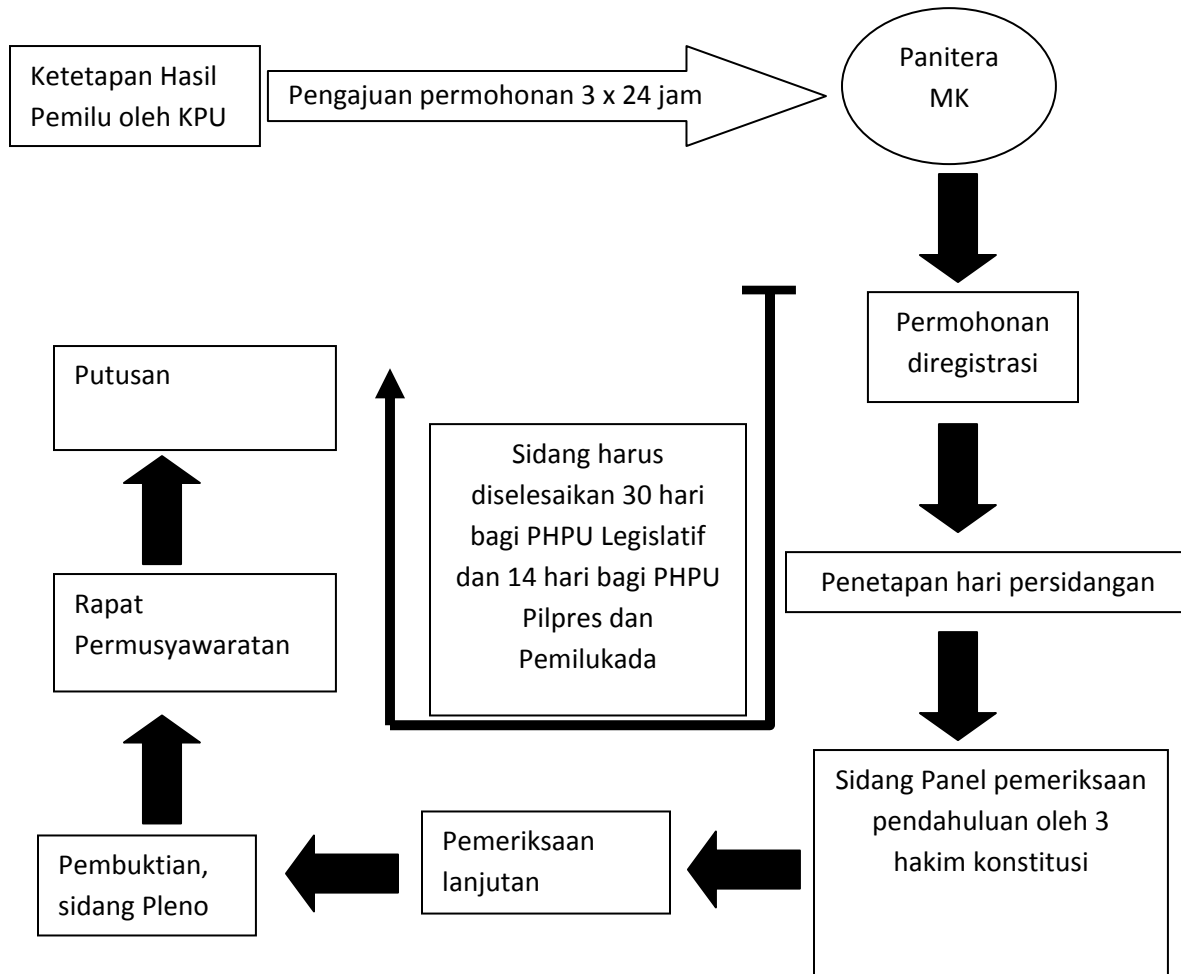 Ketetapan Hasil
Pemilu oleh KPU
Pengajuan permohonan 3 x 24 jam
Panitera
MK
Permohonan
diregistrasi
Penetapan hari persidangan
Sidang Panel pemeriksaan
pendahuluan oleh 3
hakim konstitusi
Pemeriksaan
lanjutan
Pembuktian,
sidang Pleno
Rapat
Permusyawaratan
Putusan
Sidang harus
diselesaikan 30 hari
bagi PHPU Legislatif
dan 14 hari bagi PHPU
Pilpres dan
Pemilukada